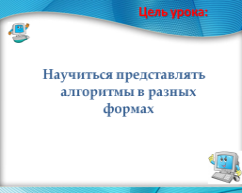 Цель урока:
Научиться представлять
алгоритмы в разных
формах